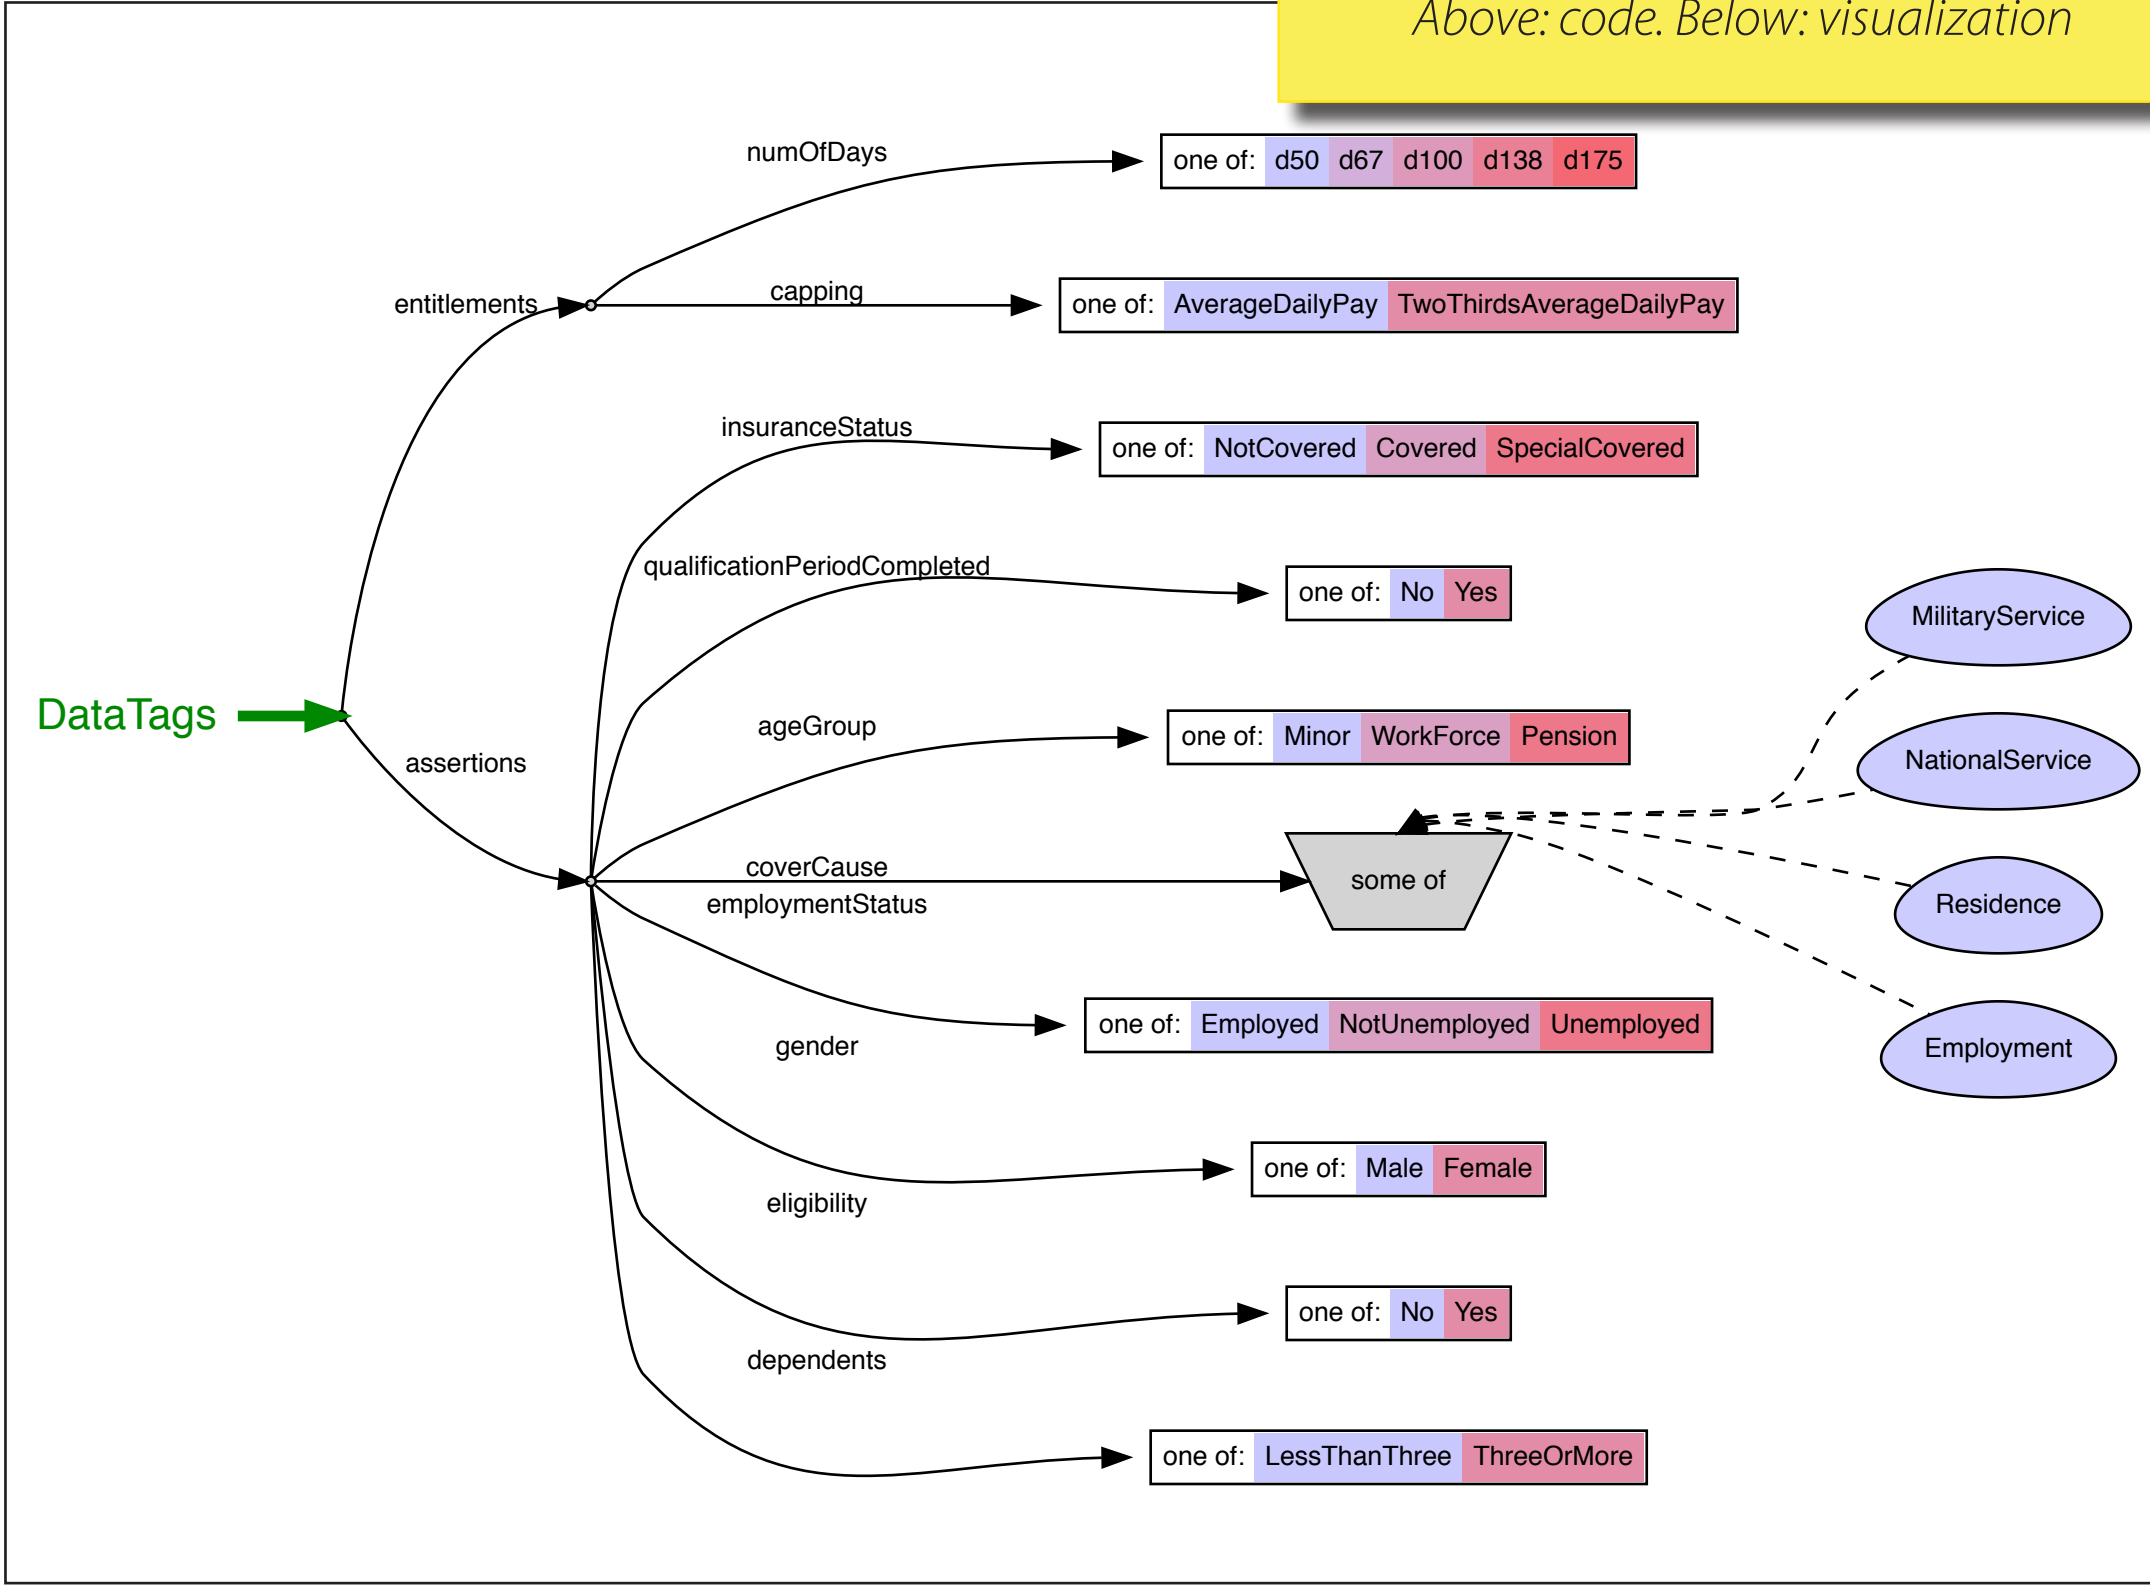 Above: code. Below: visualization
numOfDays
one of: d50 d67 d100 d138 d175
entitlements
capping
one of: AverageDailyPay TwoThirdsAverageDailyPay
insuranceStatus
one of: NotCovered Covered SpecialCovered
qualificationPeriodCompleted
one of: No Yes
MilitaryService
DataTags
ageGroup
one of: Minor WorkForce Pension
assertions
NationalService
coverCause
some of
employmentStatus
Residence
one of: Employed NotUnemployed Unemployed
gender
Employment
one of: Male Female
eligibility
one of: No Yes
dependents
one of: LessThanThree ThreeOrMore